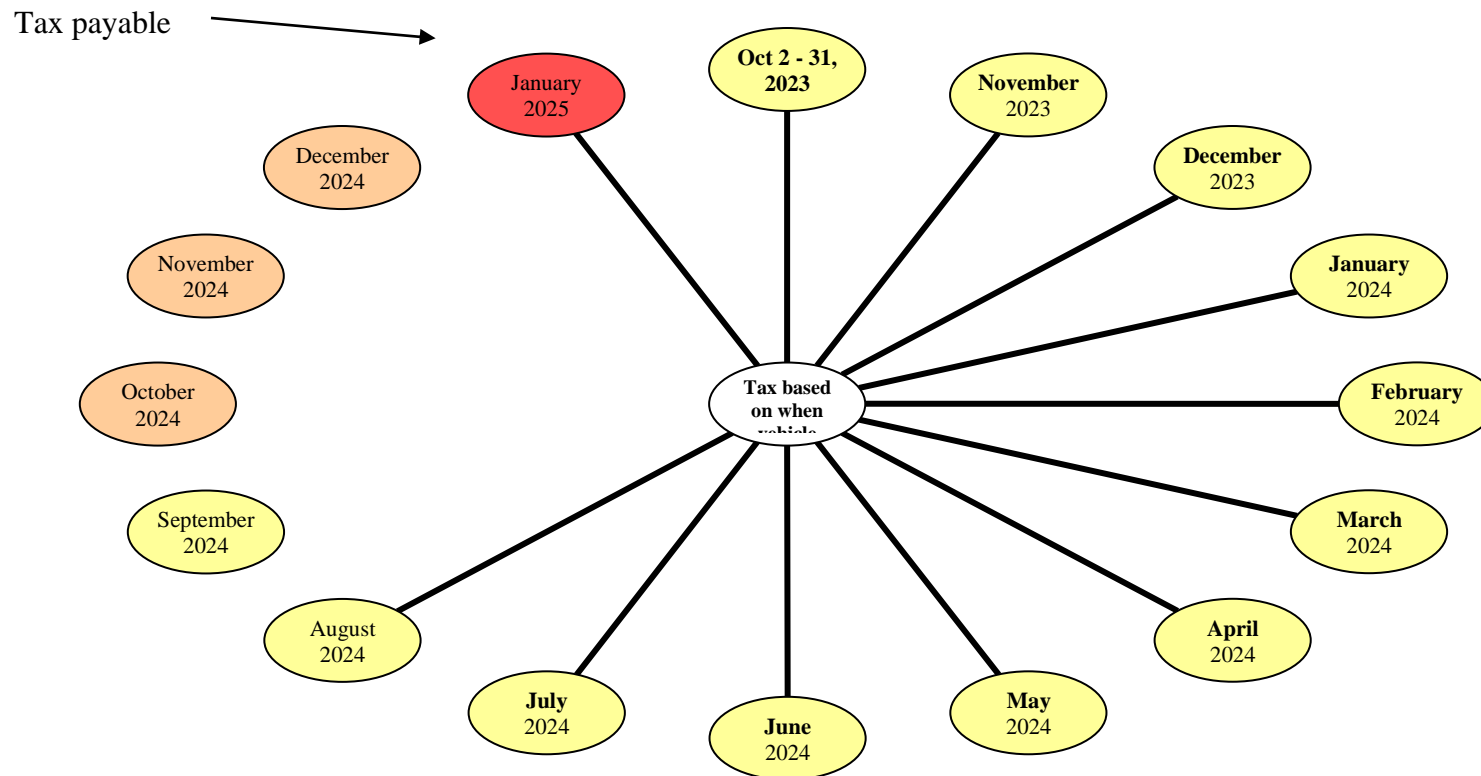 Tax payable
January
2025
Oct 2 - 31,
2023
November
2023
December
2023
January
2024
February
2024
March
2024
April
2024
May
2024
June
2024
July
2024
August
2024
September
2024
October
2024
November
2024
December
2024
Tax based
on when